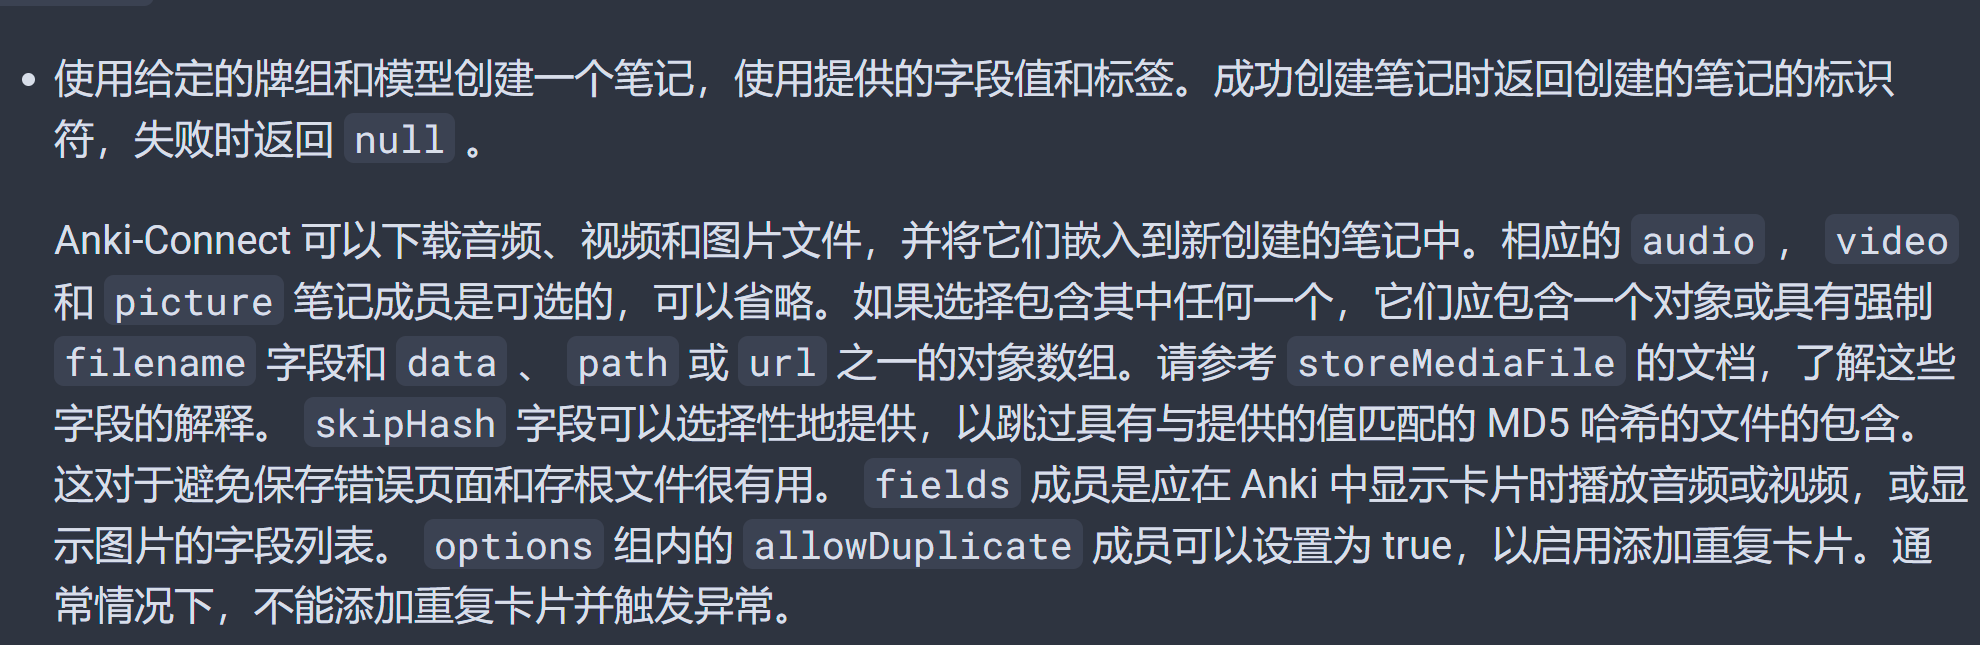 使用给定的牌组和模型创建一个笔记，使用提供的字段值和标签。成功创建笔记时返回创建的笔记的标识
符，失败时返回 null 。
Anki-Connect 可以下载音频、视频和图片文件，并将它们嵌入到新创建的笔记中。相应的 audio ， video
和 picture 笔记成员是可选的，可以省略。如果选择包含其中任何一个，它们应包含一个对象或具有强制
filename 字段和 data 、 path 或 url 之一的对象数组。请参考 storeMediaFile 的文档，了解这些
字段的解释。 skipHash 字段可以选择性地提供，以跳过具有与提供的值匹配的 MD5 哈希的文件的包含。
这对于避免保存错误页面和存根文件很有用。 fields 成员是应在 Anki 中显示卡片时播放音频或视频，或显
示图片的字段列表。 options 组内的 allowDuplicate 成员可以设置为 true，以启用添加重复卡片。通
常情况下，不能添加重复卡片并触发异常。